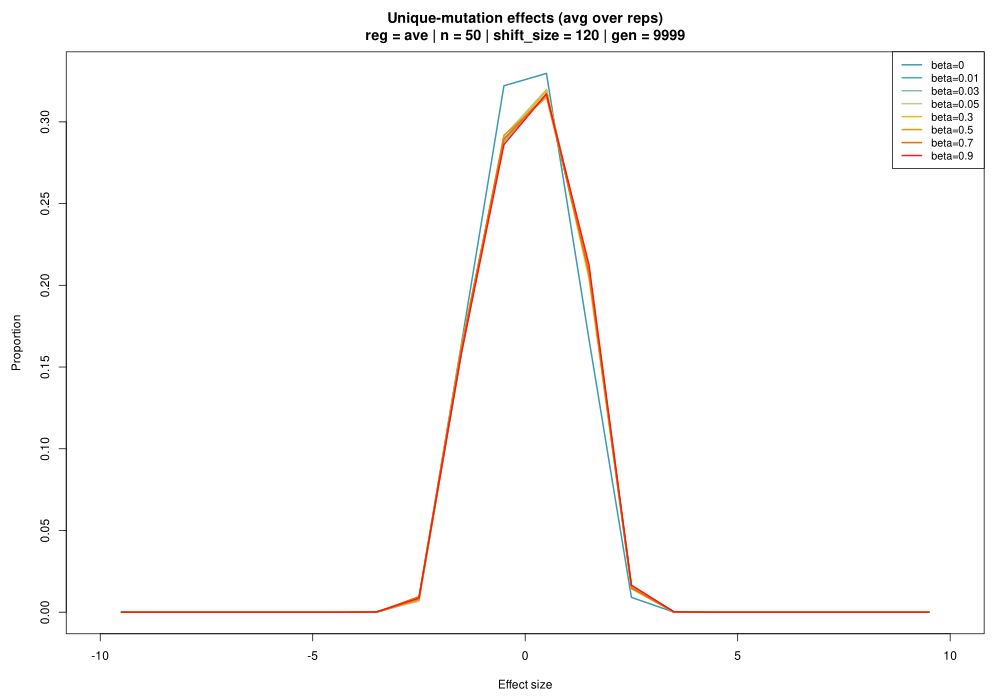 Unique-mutation effects (avg over reps)
reg = ave | n = 50 | shift_size = 120 | gen = 9999
beta=0
beta=0.01
beta=0.03
beta=0.05
beta=0.3
beta=0.5
beta=0.7
beta=0.9
Proportion
0.30
0.25
0.20
0.15
0.10
0.05
0.00
-10
-5
0
5
10
Effect size